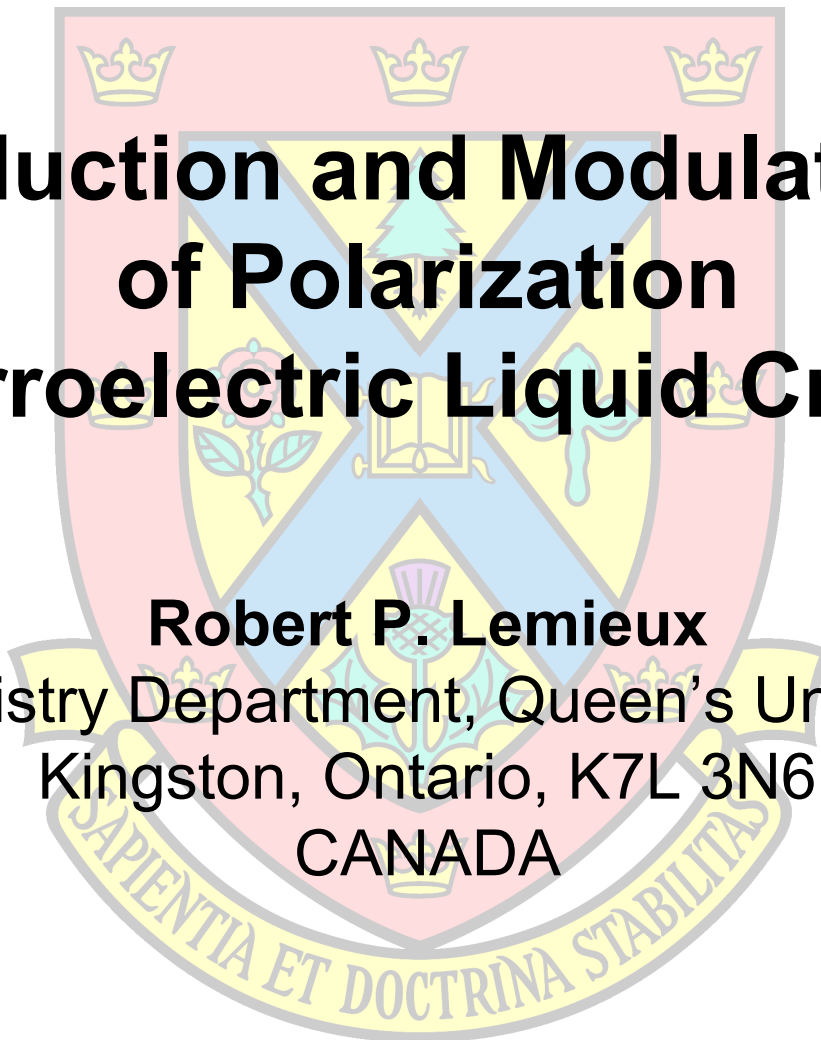 luction and Modulat
of Polarization
rroelectric Liquid Cr
Robert P. Lemieux
istry Department, Queen’s Un
Kingston, Ontario, K7L 3N6
CANADA
SAPIENTIA ET DOCTRINA STABILITAS